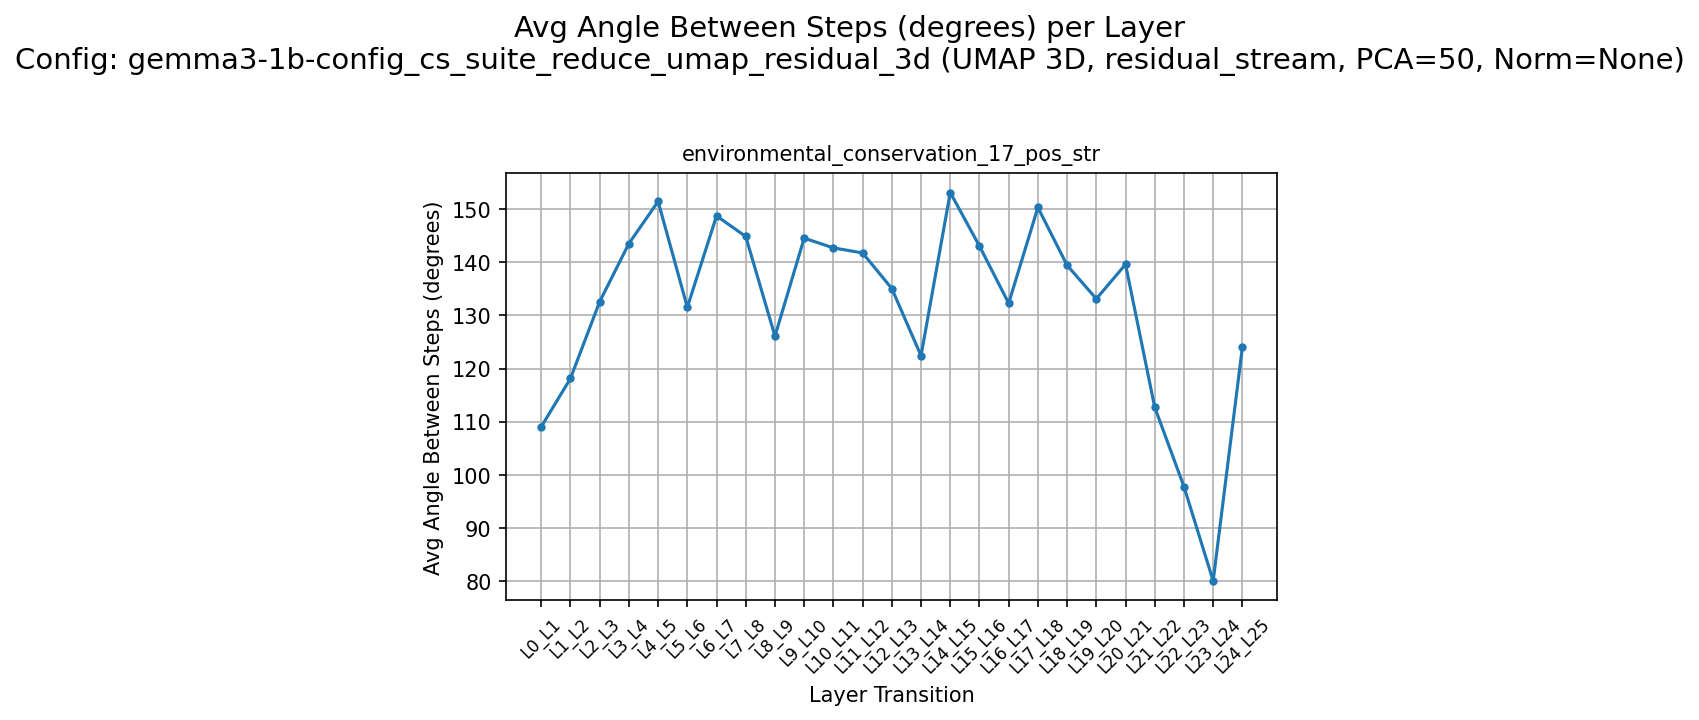 Avg Angle Between Steps (degrees) per Layer
Config: gemma3-1b-config_cs_suite_reduce_umap_residual_3d (UMAP 3D, residual_stream, PCA=50, Norm=None)
environmental_conservation_17_pos_str
Avg Angle Between Steps (degrees)
150
140
130
120
110
100
90
80
L0_L1
L1_L2
L2_L3
L3_L4
L4_L5
L5_L6
L6_L7
L7_L8
L8_L9
L9_L10
L10_L11
L11_L12
L12_L13
L13_L14
L14_L15
L15_L16
L16_L17
L17_L18
L18_L19
L19_L20
L20_L21
L21_L22
L22_L23
L23_L24
L24_L25
Layer Transition